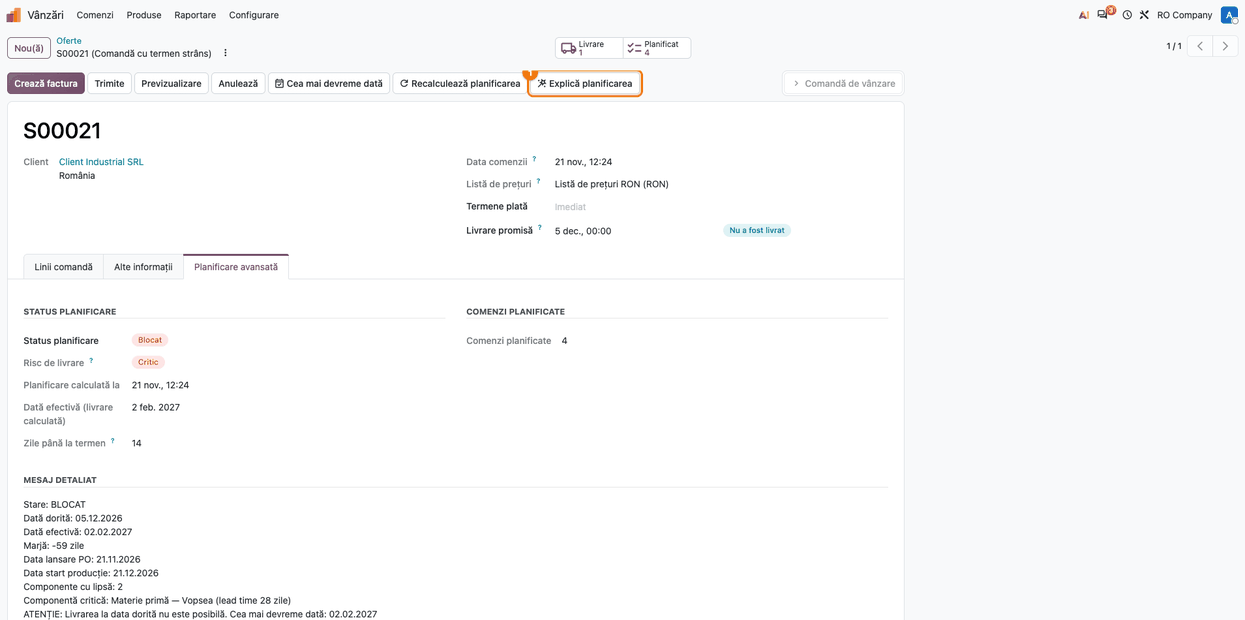 Vânzări Comenzi Produse Raportare Configurare
AI RO Company A
Nou(ă) Oferte
S00021 (Comandă cu termen strâns)
Livrare 1 Planificat 4
1 / 1
Crează factura Trimite Previzualizare Anulează Cea mai devreme dată Recalculează planificarea Explică planificarea Comandă de vânzare
S00021
Client Client Industrial SRL
România
Data comenzii ? 21 nov., 12:24
Listă de prețuri ? Listă de prețuri RON (RON)
Termene plată Imediat
Livrare promisă ? 5 dec., 00:00 Nu a fost livrat
Linii comandă Alte informații Planificare avansată
STATUS PLANIFICARE
Status planificare Blocat
Risc de livrare ? Critic
Planificare calculată la 21 nov., 12:24
Dată efectivă (livrare calculată) 2 feb. 2027
Zile până la termen ? 14
COMENZI PLANIFICATE
Comenzi planificate 4
MESAJ DETALIAT
Stare: BLOCAT
Dată dorită: 05.12.2026
Dată efectivă: 02.02.2027
Marjă: -59 zile
Data lansare PO: 21.11.2026
Data start producție: 21.12.2026
Componente cu lipsă: 2
Componentă critică: Materie primă — Vopsea (lead time 28 zile)
ATENȚIE: Livrarea la data dorită nu este posibilă. Cea mai devreme dată: 02.02.2027